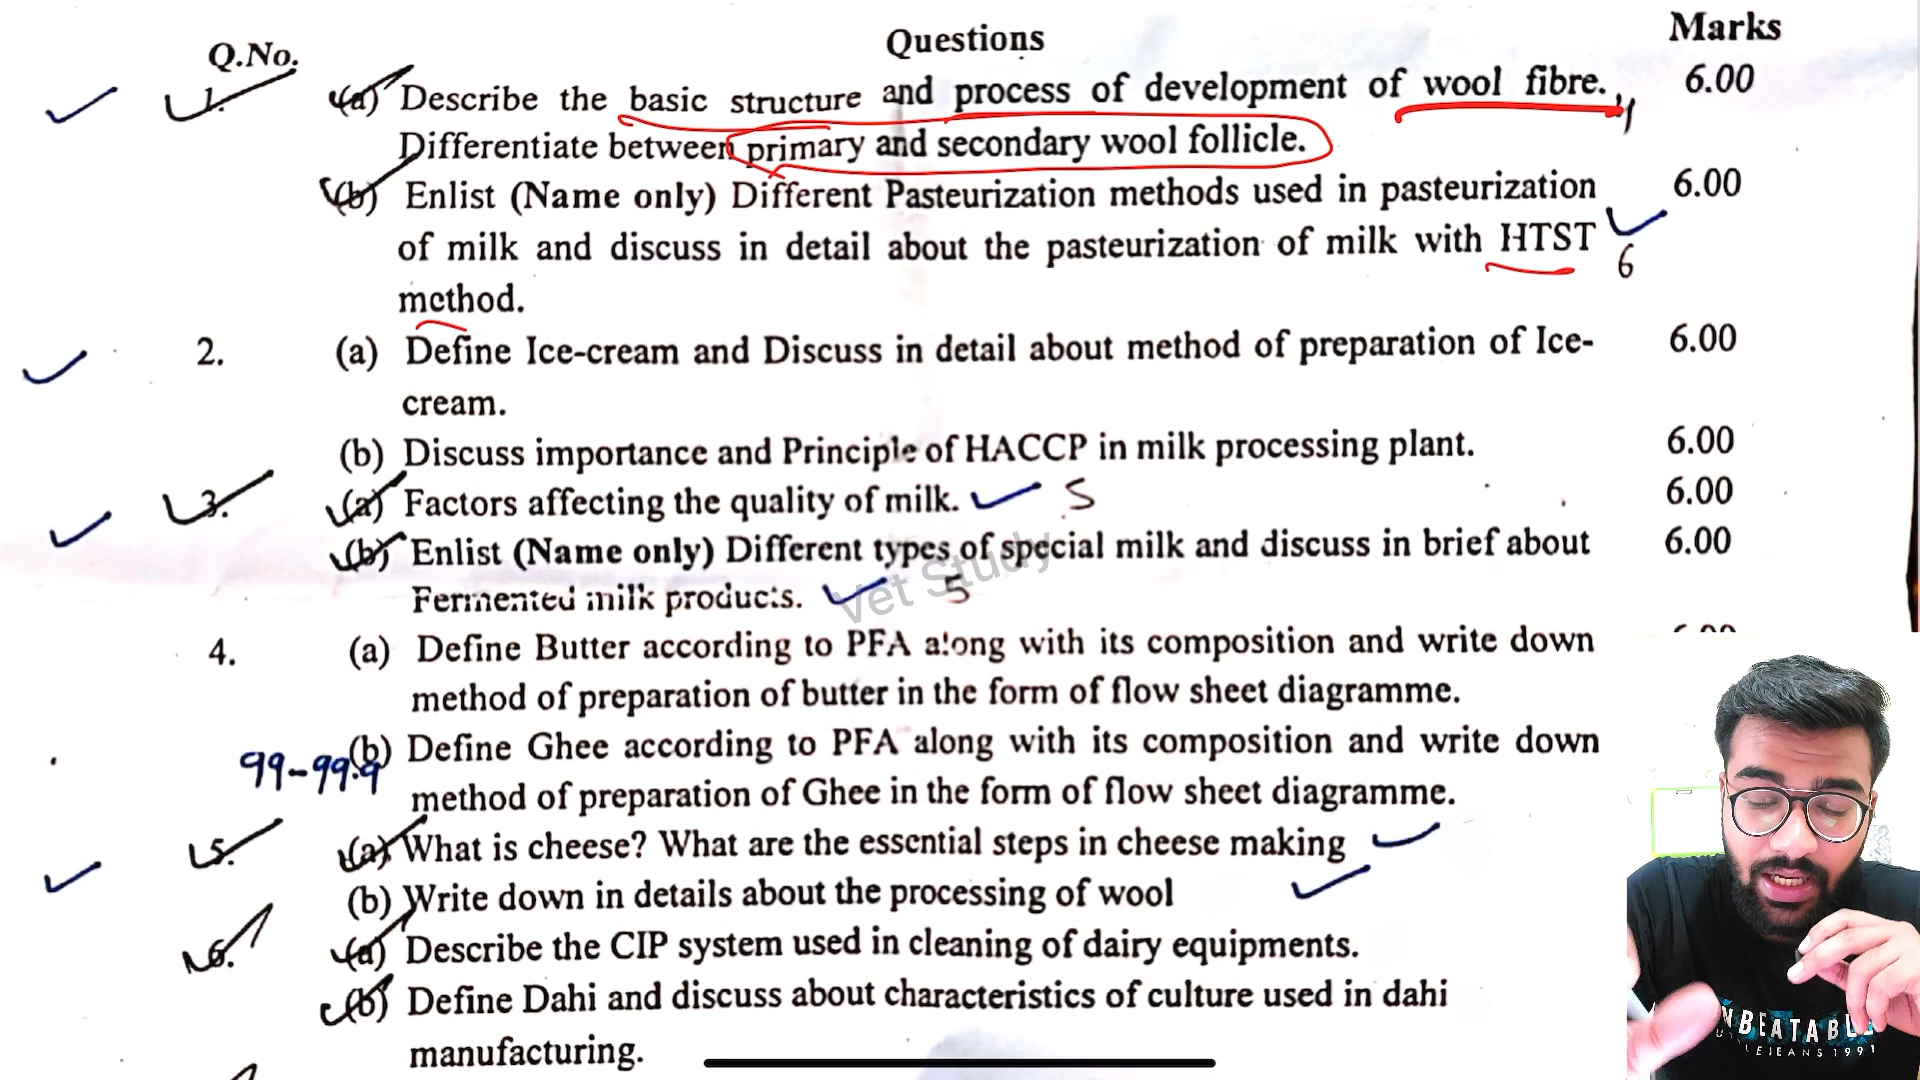 Q.No. Questions Marks
1. (a) Describe the basic structure and process of development of wool fibre. 6.00
Differentiate between primary and secondary wool follicle.
(b) Enlist (Name only) Different Pasteurization methods used in pasteurization 6.00
of milk and discuss in detail about the pasteurization of milk with HTST 6
method.
2. (a) Define Ice-cream and Discuss in detail about method of preparation of Ice- 6.00
cream.
(b) Discuss importance and Principle of HACCP in milk processing plant. 6.00
3. (a) Factors affecting the quality of milk. 5 6.00
(b) Enlist (Name only) Different types of special milk and discuss in brief about 6.00
Fermented milk products. 5
Vet Study
4. (a) Define Butter according to PFA along with its composition and write down
method of preparation of butter in the form of flow sheet diagramme.
(b) Define Ghee according to PFA along with its composition and write down
99-99.9
method of preparation of Ghee in the form of flow sheet diagramme.
5. (a) What is cheese? What are the essential steps in cheese making
(b) Write down in details about the processing of wool
6. (a) Describe the CIP system used in cleaning of dairy equipments.
(b) Define Dahi and discuss about characteristics of culture used in dahi
manufacturing.